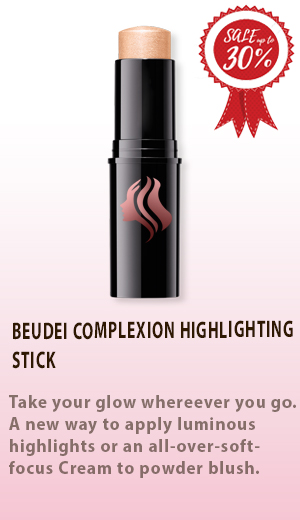 SALE up to
30%
BEUDEI COMPLEXION HIGHLIGHTING
STICK
Take your glow whereever you go.
A new way to apply luminous
highlights or an all-over-soft-
focus Cream to powder blush.